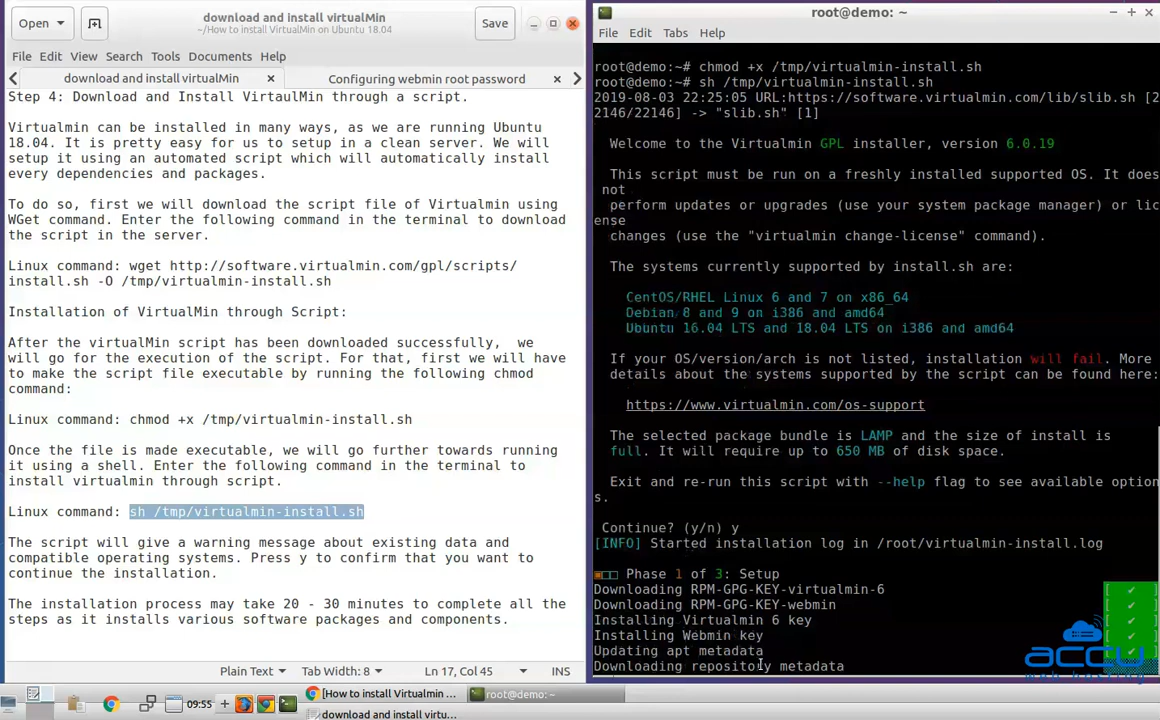 Open
download and install virtualMin
~/How to install VirtualMin on Ubuntu 18.04
Save
File Edit View Search Tools Documents Help
download and install virtualMin
Configuring webmin root password
Step 4: Download and Install VirtaulMin through a script.
Virtualmin can be installed in many ways, as we are running Ubuntu
18.04. It is pretty easy for us to setup in a clean server. We will
setup it using an automated script which will automatically install
every dependencies and packages.
To do so, first we will download the script file of Virtualmin using
WGet command. Enter the following command in the terminal to download
the script in the server.
Linux command: wget http://software.virtualmin.com/gpl/scripts/
install.sh -O /tmp/virtualmin-install.sh
Installation of VirtualMin through Script:
After the virtualMin script has been downloaded successfully,  we
will go for the execution of the script. For that, first we will have
to make the script file executable by running the following chmod
command:
Linux command: chmod +x /tmp/virtualmin-install.sh
Once the file is made executable, we will go further towards running
it using a shell. Enter the following command in the terminal to
install virtualmin through script.
Linux command: sh /tmp/virtualmin-install.sh
The script will give a warning message about existing data and
compatible operating systems. Press y to confirm that you want to
continue the installation.
The installation process may take 20 - 30 minutes to complete all the
steps as it installs various software packages and components.
Plain Text
Tab Width: 8
Ln 17, Col 45
INS
root@demo: ~
File Edit Tabs Help
root@demo:~# chmod +x /tmp/virtualmin-install.sh
root@demo:~# sh /tmp/virtualmin-install.sh
2019-08-03 22:25:05 URL:https://software.virtualmin.com/lib/slib.sh [2
2146/22146] -> "slib.sh" [1]
Welcome to the Virtualmin GPL installer, version 6.0.19
This script must be run on a freshly installed supported OS. It does
not
perform updates or upgrades (use your system package manager) or lic
ense
changes (use the "virtualmin change-license" command).
The systems currently supported by install.sh are:
CentOS/RHEL Linux 6 and 7 on x86_64
Debian 8 and 9 on i386 and amd64
Ubuntu 16.04 LTS and 18.04 LTS on i386 and amd64
If your OS/version/arch is not listed, installation will fail. More
details about the systems supported by the script can be found here:
https://www.virtualmin.com/os-support
The selected package bundle is LAMP and the size of install is
full. It will require up to 650 MB of disk space.
Exit and re-run this script with --help flag to see available option
s.
Continue? (y/n) y
[INFO] Started installation log in /root/virtualmin-install.log
Phase 1 of 3: Setup
Downloading RPM-GPG-KEY-virtualmin-6 [ ✔ ]
Downloading RPM-GPG-KEY-webmin [ ✔ ]
Installing Virtualmin 6 key [ ✔ ]
Installing Webmin key
Updating apt metadata
Downloading repository metadata
accu
web hosting
09:55
[How to install Virtualmin ...
root@demo: ~
download and install virtu...